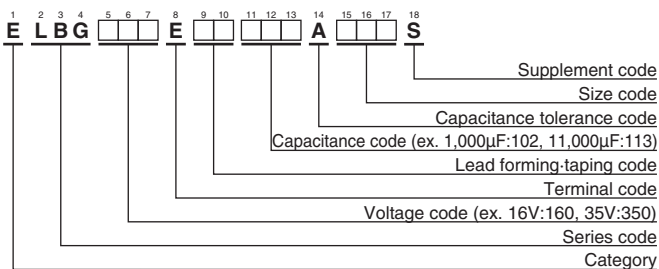 1 2 3 4 5 6 7 8 9 10 11 12 13 14 15 16 17 18
E L B G E A S
Supplement code
Size code
Capacitance tolerance code
Capacitance code (ex. 1,000μF:102, 11,000μF:113)
Lead forming·taping code
Terminal code
Voltage code (ex. 16V:160, 35V:350)
Series code
Category